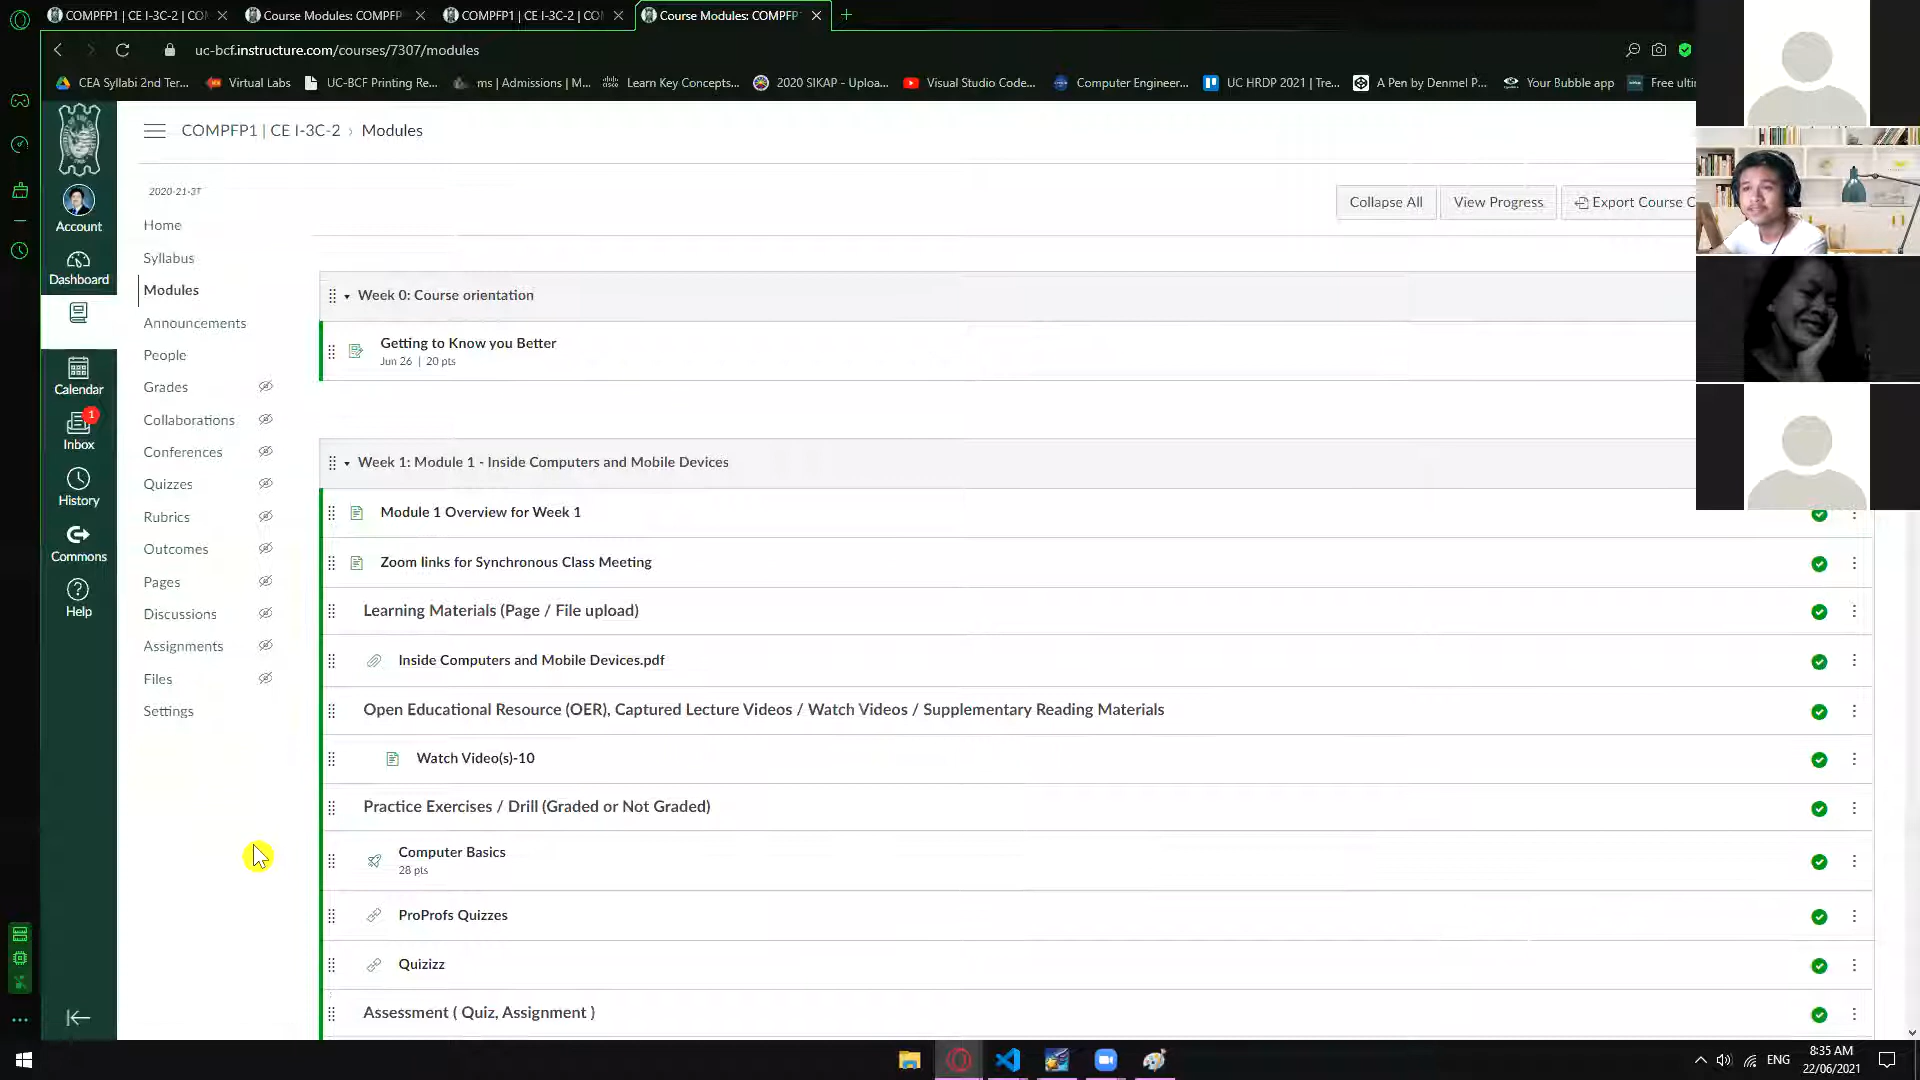 COMPFP1 | CE I-3C-2 | CO
Course Modules: COMPFP
COMPFP1 | CE I-3C-2 | CO
Course Modules: COMPFP
uc-bcf.instructure.com/courses/7307/modules
CEA Syllabi 2nd Ter...
Virtual Labs
UC-BCF Printing Re...
ms | Admissions | M...
Learn Key Concepts...
2020 SIKAP - Uploa...
Visual Studio Code...
Computer Engineer...
UC HRDP 2021 | Tre...
A Pen by Denmel P...
Your Bubble app
Free ulti
COMPFP1 | CE I-3C-2 › Modules
2020-21-3T
Collapse All
View Progress
Export Course C
Account
Dashboard
Calendar
1
Inbox
History
Commons
Help
Home
Syllabus
Modules
Announcements
People
Grades
Collaborations
Conferences
Quizzes
Rubrics
Outcomes
Pages
Discussions
Assignments
Files
Settings
Week 0: Course orientation
Getting to Know you Better
Jun 26 | 20 pts
Week 1: Module 1 - Inside Computers and Mobile Devices
Module 1 Overview for Week 1
Zoom links for Synchronous Class Meeting
Learning Materials (Page / File upload)
Inside Computers and Mobile Devices.pdf
Open Educational Resource (OER), Captured Lecture Videos / Watch Videos / Supplementary Reading Materials
Watch Video(s)-10
Practice Exercises / Drill (Graded or Not Graded)
Computer Basics
28 pts
ProProfs Quizzes
Quizizz
Assessment ( Quiz, Assignment )
ENG
8:35 AM
22/06/2021